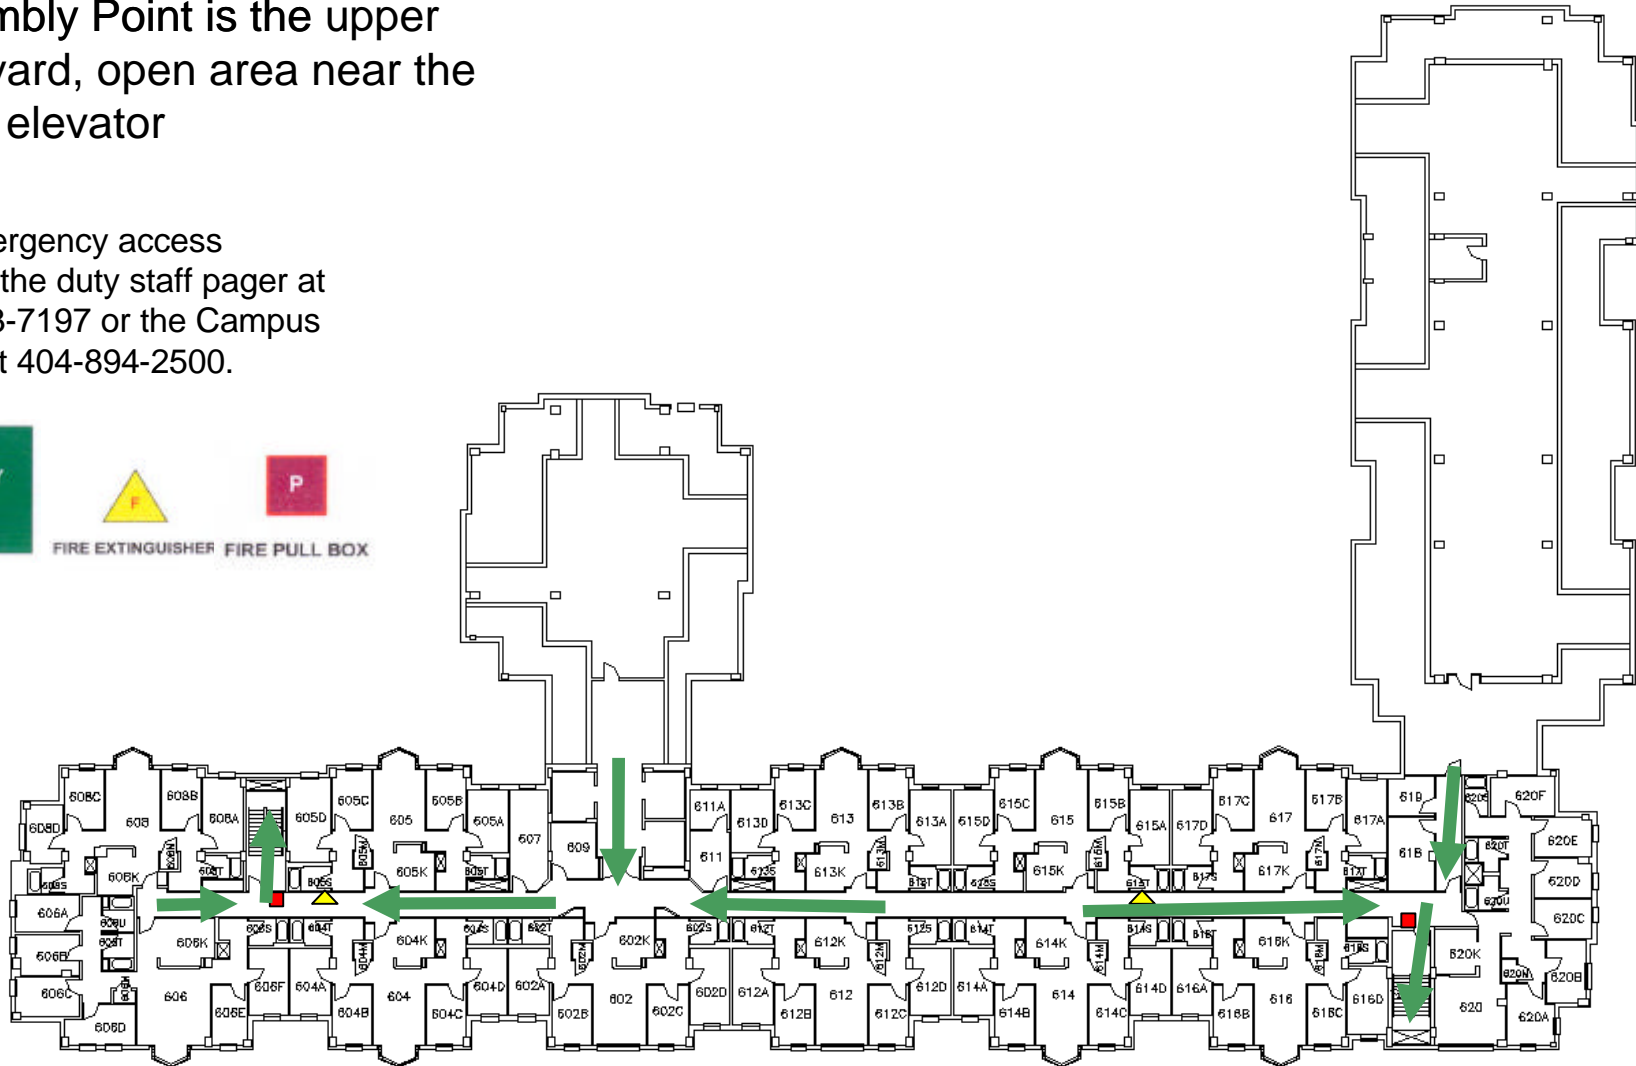 mbly Point is the upper
yard, open area near the
elevator
ergency access
the duty staff pager at
3-7197 or the Campus
t 404-894-2500.
Y
F
P
FIRE EXTINGUISHER FIRE PULL BOX
608C
608B
608A
608D
608
608K
605D
605C
605
605B
605A
605K
607
609
611A
611
613D
613C
613
613B
613A
613K
615D
615C
615
615B
615A
615K
617D
617C
617
617B
617A
617K
619
618
620F
620E
620D
620C
620B
620A
620K
620
606A
606B
606C
606D
606
606E
606F
606K
604A
604B
604
604C
604D
604K
602A
602B
602
602C
602D
602K
612A
612B
612
612C
612D
612K
614A
614B
614
614C
614D
614K
616A
616B
616
616C
616D
616K